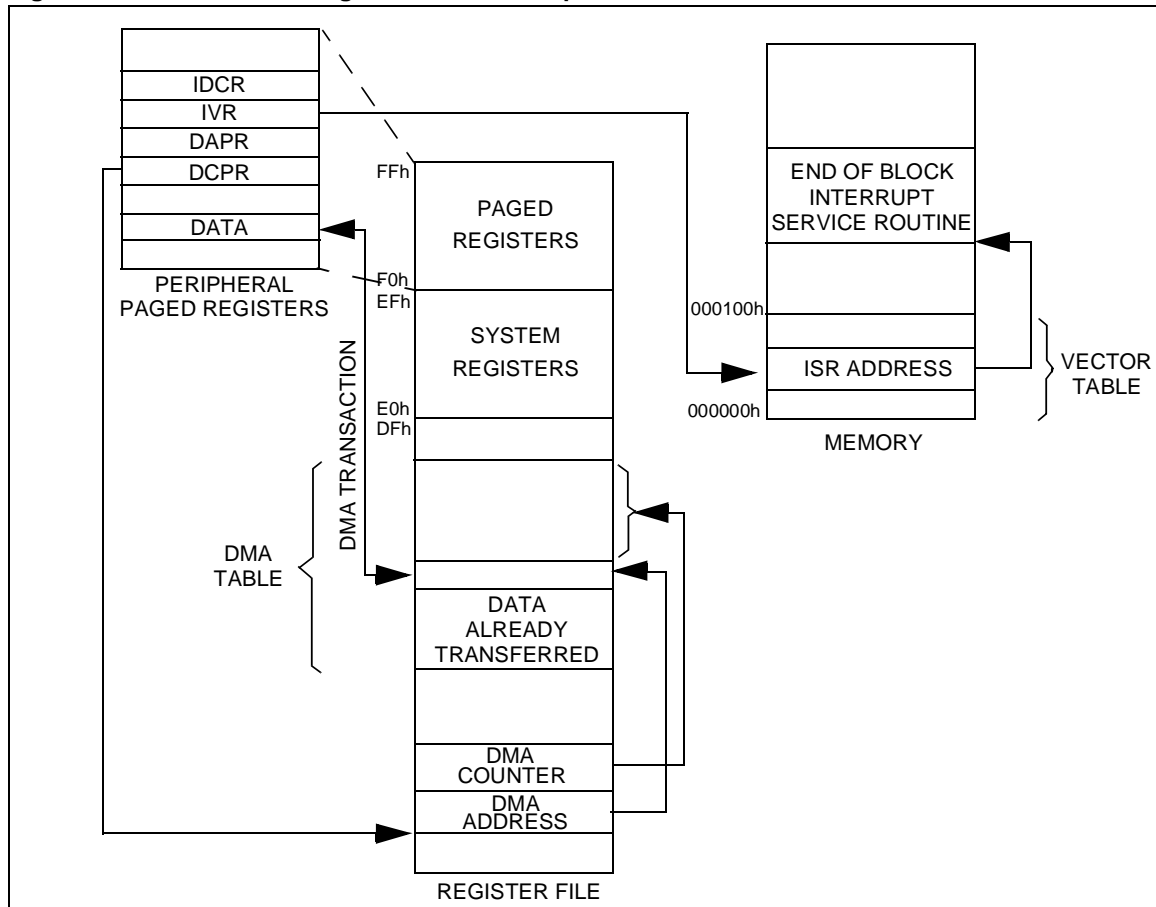 IDCR
IVR
DAPR
DCPR
DATA
PERIPHERAL
PAGED REGISTERS
FFh
PAGED
REGISTERS
F0h
EFh
SYSTEM
REGISTERS
E0h
DFh
DMA TRANSACTION
DMA
TABLE
DATA
ALREADY
TRANSFERRED
DMA
COUNTER
DMA
ADDRESS
REGISTER FILE
END OF BLOCK
INTERRUPT
SERVICE ROUTINE
000100h
ISR ADDRESS
000000h
VECTOR
TABLE
MEMORY